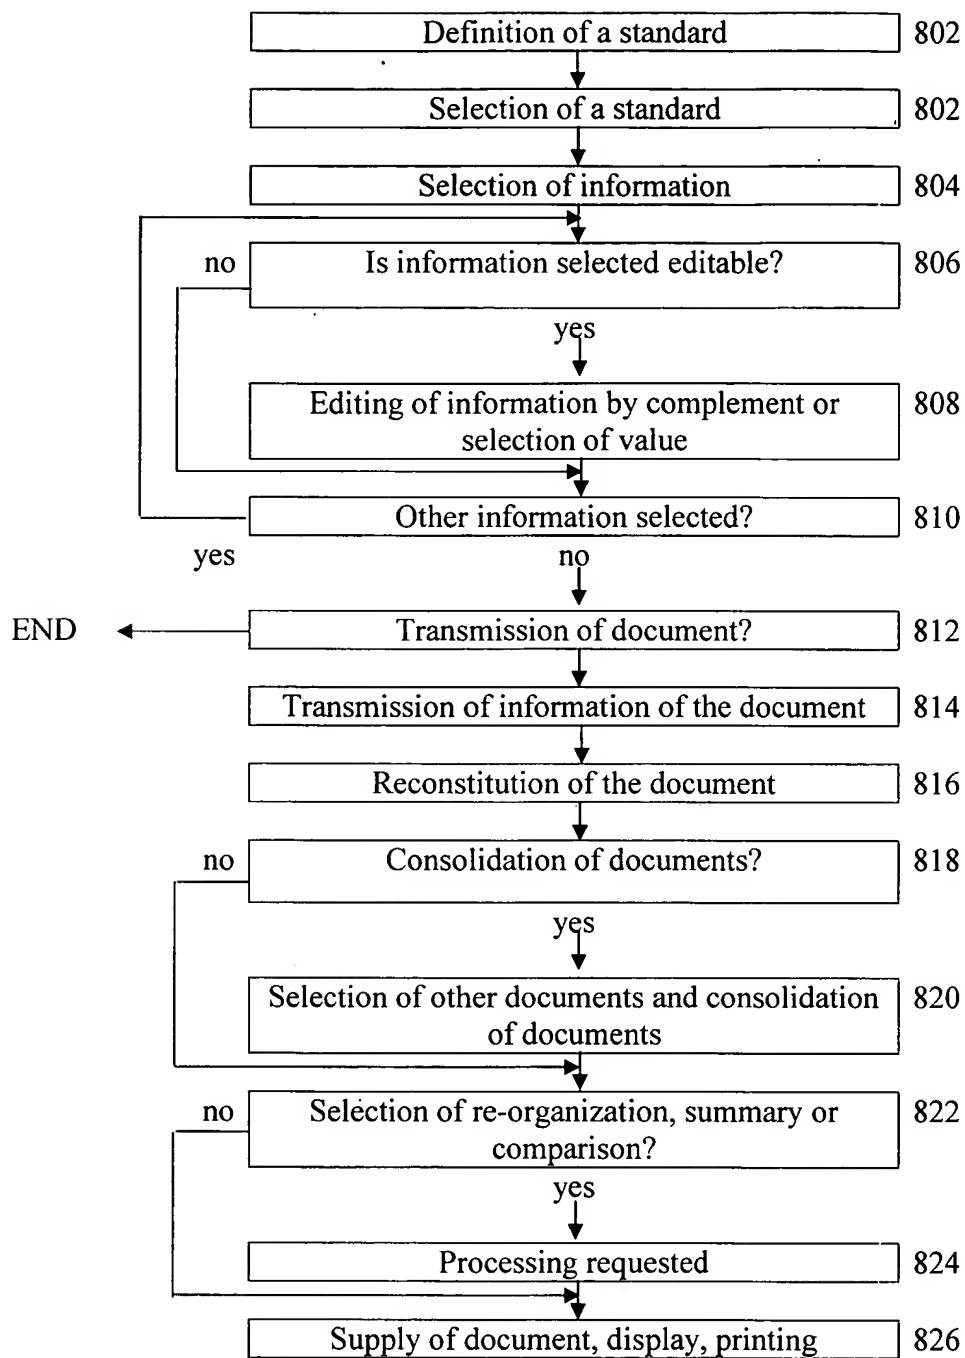 Definition of a standard 802
Selection of a standard 802
Selection of information 804
no Is information selected editable? 806
yes
Editing of information by complement or 808
selection of value
Other information selected? 810
yes no
END Transmission of document? 812
Transmission of information of the document 814
Reconstitution of the document 816
no Consolidation of documents? 818
yes
Selection of other documents and consolidation 820
of documents
no Selection of re-organization, summary or 822
comparison?
yes
Processing requested 824
Supply of document, display, printing 826